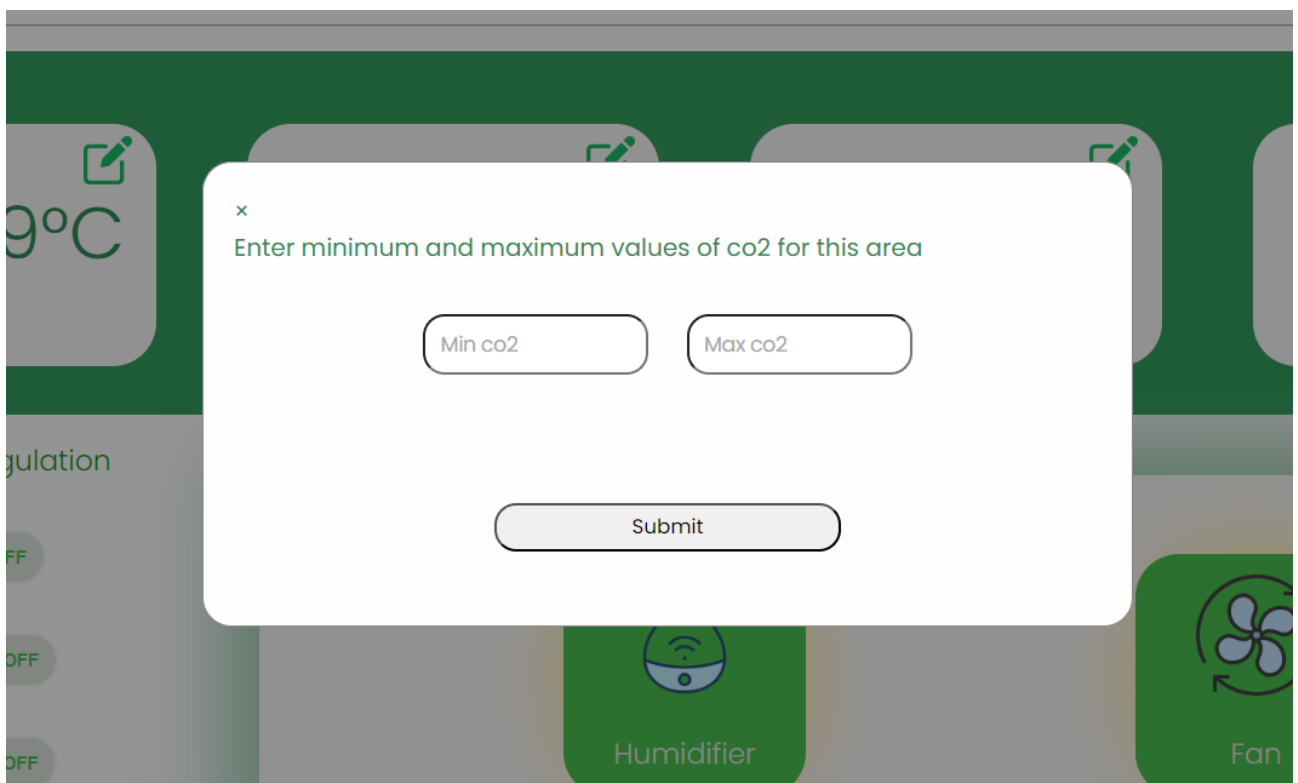 9°C
×
Enter minimum and maximum values of co2 for this area
Min co2 Max co2
gulation
Submit
FF
OFF
OFF
Humidifier
Fan